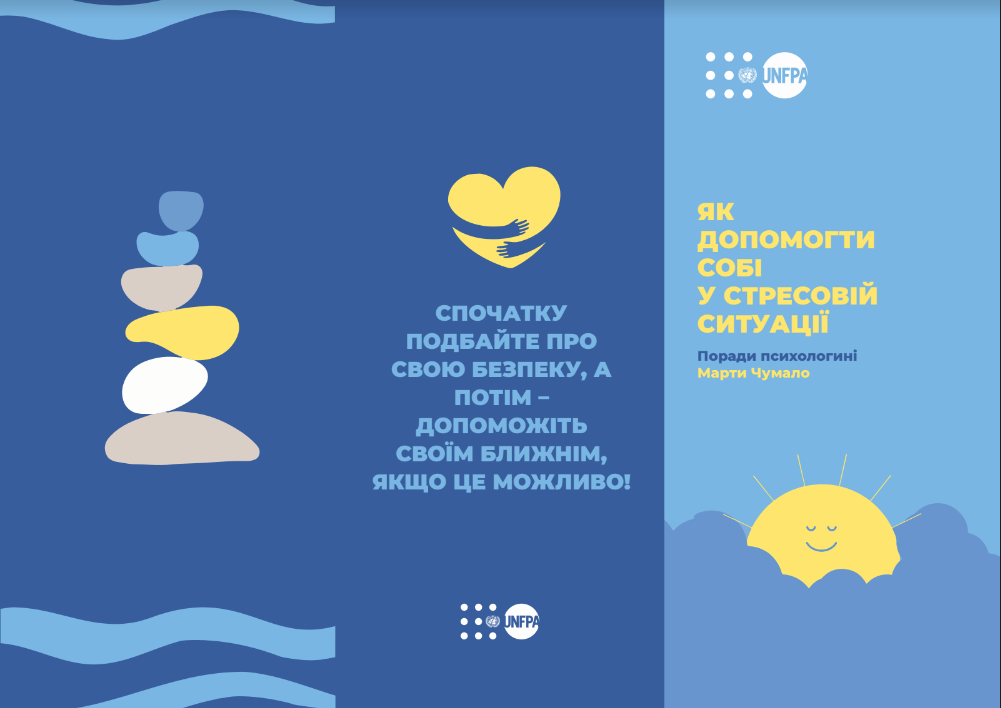 СПОЧАТКУ
ПОДБАЙТЕ ПРО
СВОЮ БЕЗПЕКУ, А
ПОТІМ –
ДОПОМОЖІТЬ
СВОЇМ БЛИЖНІМ,
ЯКЩО ЦЕ МОЖЛИВО!
UNFPA
UNFPA
ЯК
ДОПОМОГТИ
СОБІ
У СТРЕСОВІЙ
СИТУАЦІЇ
Поради психологині
Марти Чумало